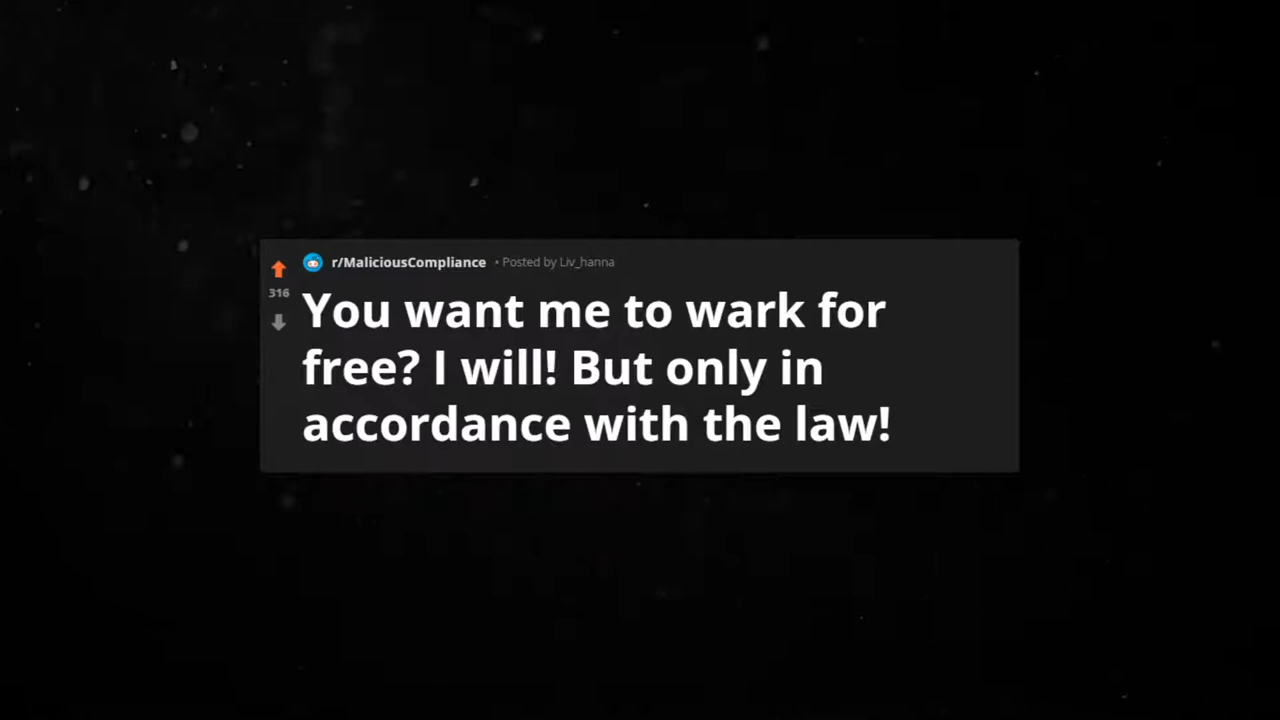 r/MaliciousCompliance • Posted by Liv_hanna
316
You want me to wark for
free? I will! But only in
accordance with the law!